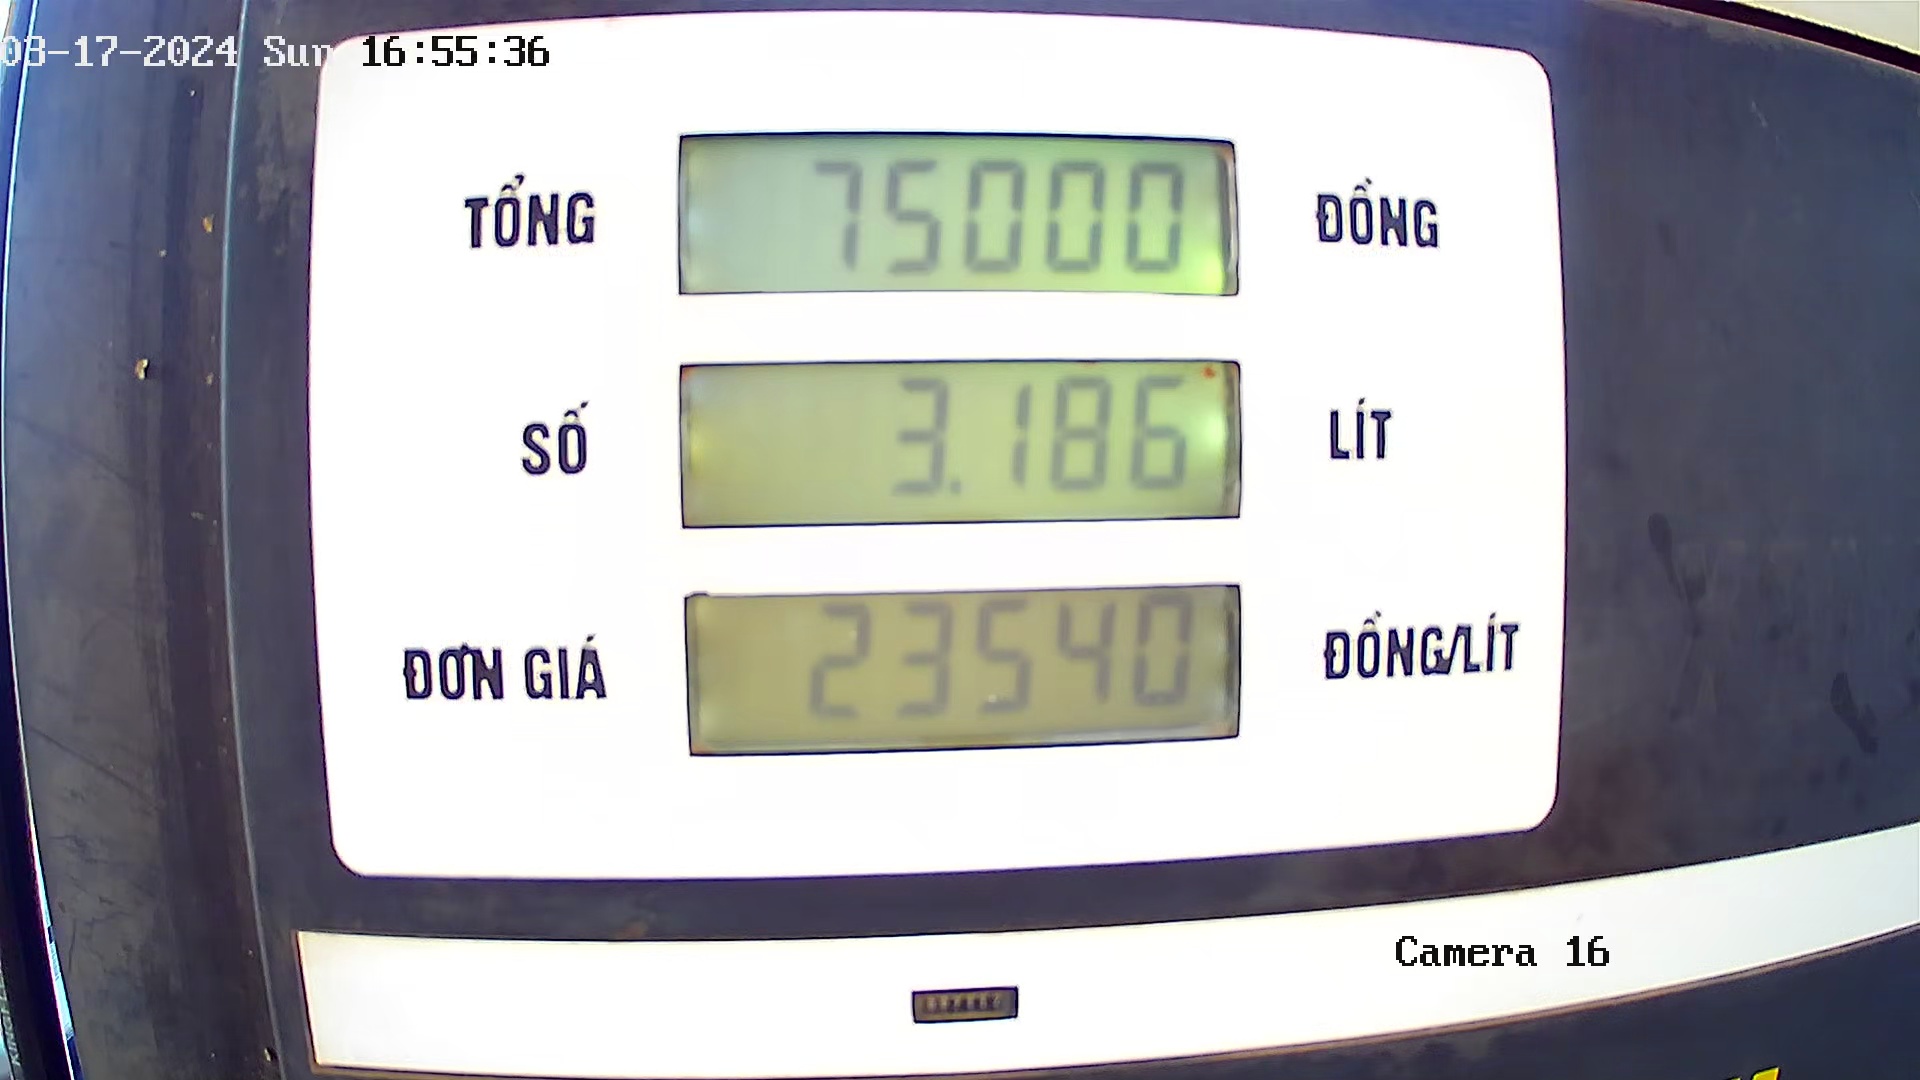 03-17-2024 Sun 16:55:36
TỔNG 75000 ĐỒNG
SỐ 3.186 LÍT
ĐƠN GIÁ 23540 ĐỒNG/LÍT
Camera 16